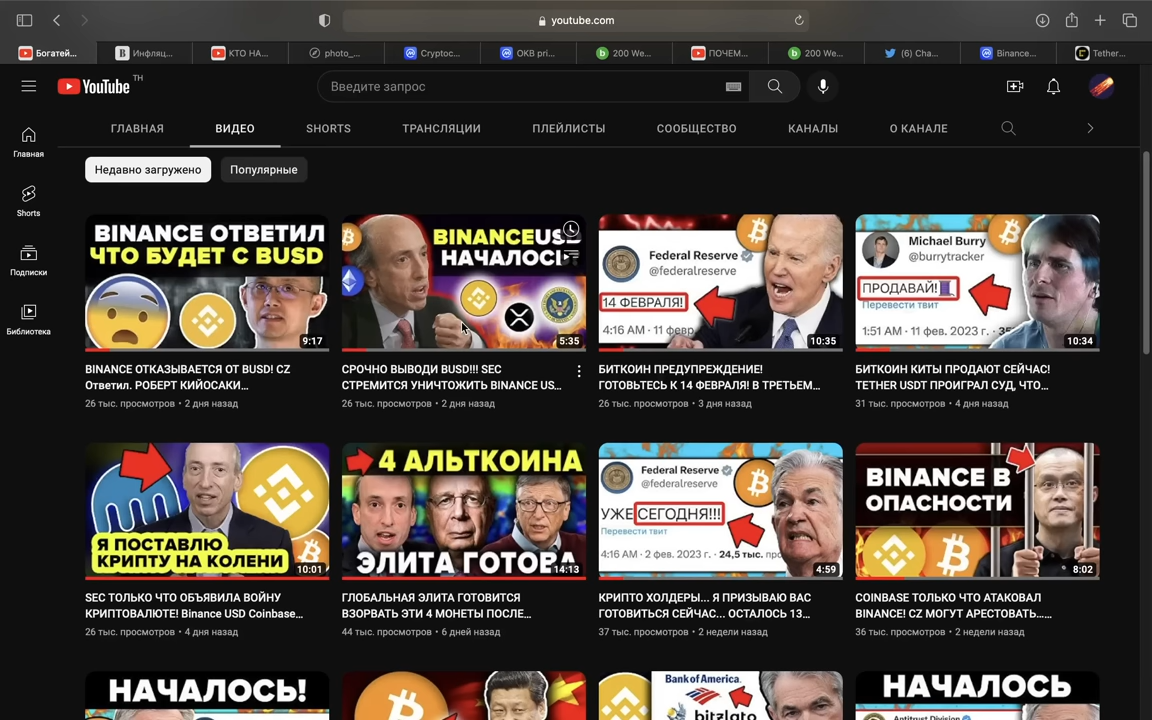 youtube.com
Богатей...
Инфляц...
КТО НА...
photo_...
Cryptoc...
OKB pri...
200 We...
ПОЧЕМ...
200 We...
(6) Cha...
Binance...
Tether...
YouTube TH
Введите запрос
ГЛАВНАЯ
ВИДЕО
SHORTS
ТРАНСЛЯЦИИ
ПЛЕЙЛИСТЫ
СООБЩЕСТВО
КАНАЛЫ
О КАНАЛЕ
Главная
Shorts
Подписки
Библиотека
Недавно загружено
Популярные
BINANCE ОТВЕТИЛ
ЧТО БУДЕТ С BUSD
9:17
BINANCE ОТКАЗЫВАЕТСЯ ОТ BUSD! CZ
Ответил. РОБЕРТ КИЙОСАКИ...
26 тыс. просмотров • 2 дня назад
BINANCEUSD
НАЧАЛОСЬ
5:35
СРОЧНО ВЫВОДИ BUSD!!! SEC
СТРЕМИТСЯ УНИЧТОЖИТЬ BINANCE US...
26 тыс. просмотров • 2 дня назад
Federal Reserve
@federalreserve
14 ФЕВРАЛЯ!
4:16 AM · 11 февр
10:35
БИТКОИН ПРЕДУПРЕЖДЕНИЕ!
ГОТОВЬТЕСЬ К 14 ФЕВРАЛЯ! В ТРЕТЬЕМ...
26 тыс. просмотров • 3 дня назад
Michael Burry
@burrytracker
ПРОДАВАЙ!
Перевести твит
1:51 AM · 11 фев. 2023 г.
10:34
БИТКОИН КИТЫ ПРОДАЮТ СЕЙЧАС!
TETHER USDT ПРОИГРАЛ СУД, ЧТО...
31 тыс. просмотров • 4 дня назад
Я ПОСТАВЛЮ
КРИПТУ НА КОЛЕНИ
10:01
SEC ТОЛЬКО ЧТО ОБЪЯВИЛА ВОЙНУ
КРИПТОВАЛЮТЕ! Binance USD Coinbase...
26 тыс. просмотров • 4 дня назад
4 АЛЬТКОИНА
ЭЛИТА ГОТОВА
14:13
ГЛОБАЛЬНАЯ ЭЛИТА ГОТОВИТСЯ
ВЗОРВАТЬ ЭТИ 4 МОНЕТЫ ПОСЛЕ...
44 тыс. просмотров • 6 дней назад
Federal Reserve
@federalreserve
УЖЕ СЕГОДНЯ!!!
Перевести твит
4:16 AM · 2 фев. 2023 г. · 24,5 тыс. про
4:59
КРИПТО ХОЛДЕРЫ... Я ПРИЗЫВАЮ ВАС
ГОТОВИТЬСЯ СЕЙЧАС... ОСТАЛОСЬ 13...
37 тыс. просмотров • 2 недели назад
BINANCE В
ОПАСНОСТИ
8:02
COINBASE ТОЛЬКО ЧТО АТАКОВАЛ
BINANCE! CZ МОГУТ АРЕСТОВАТЬ......
36 тыс. просмотров • 2 недели назад
НАЧАЛОСЬ!
Bank of America.
bitzlato
НАЧАЛОСЬ
Antitrust Division